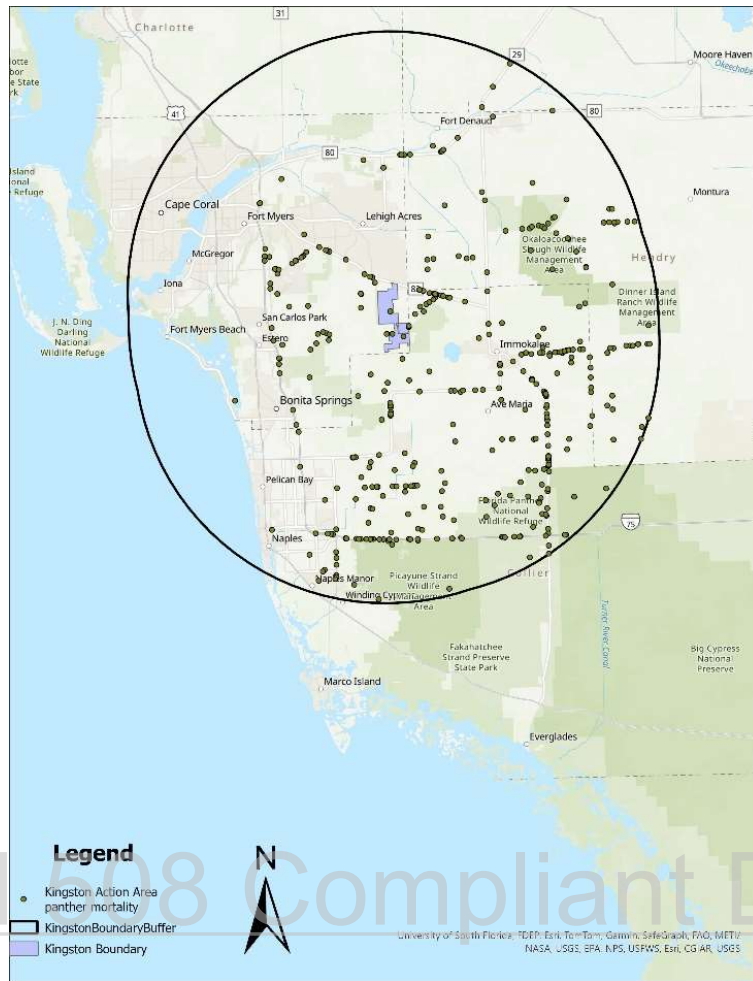 31
Charlotte
29
Moore Haven
41
80
Fort Denaud
80
Island
Cape Coral
Fort Myers
Lehigh Acres
Montura
McGregor
Okaloacoochee
Slough Wildlife
Management
Area
Hendry
Iona
82
Dinner Island
Ranch Wildlife
Management
Area
J. N. Ding
Darling
National
Wildlife Refuge
San Carlos Park
Fort Myers Beach
Estero
Immokalee
Bonita Springs
Ave Maria
Pelican Bay
Florida Panther
National
Wildlife Refuge
75
Naples
Collier
Naples Manor
Picayune Strand
Wildlife
Management
Area
Winding Cypress
Turner River Canal
Fakahatchee
Strand Preserve
State Park
Big Cypress
National
Preserve
Marco Island
Everglades
Legend
N
Kingston Action Area
panther mortality
508 Compliant
KingstonBoundaryBuffer
Kingston Boundary
University of South Florida, FDEP, Esri, TomTom, Garmin, SafeGraph, FAO, METI/
NASA, USGS, EPA, NPS, USFWS, Esri, CGIAR, USGS